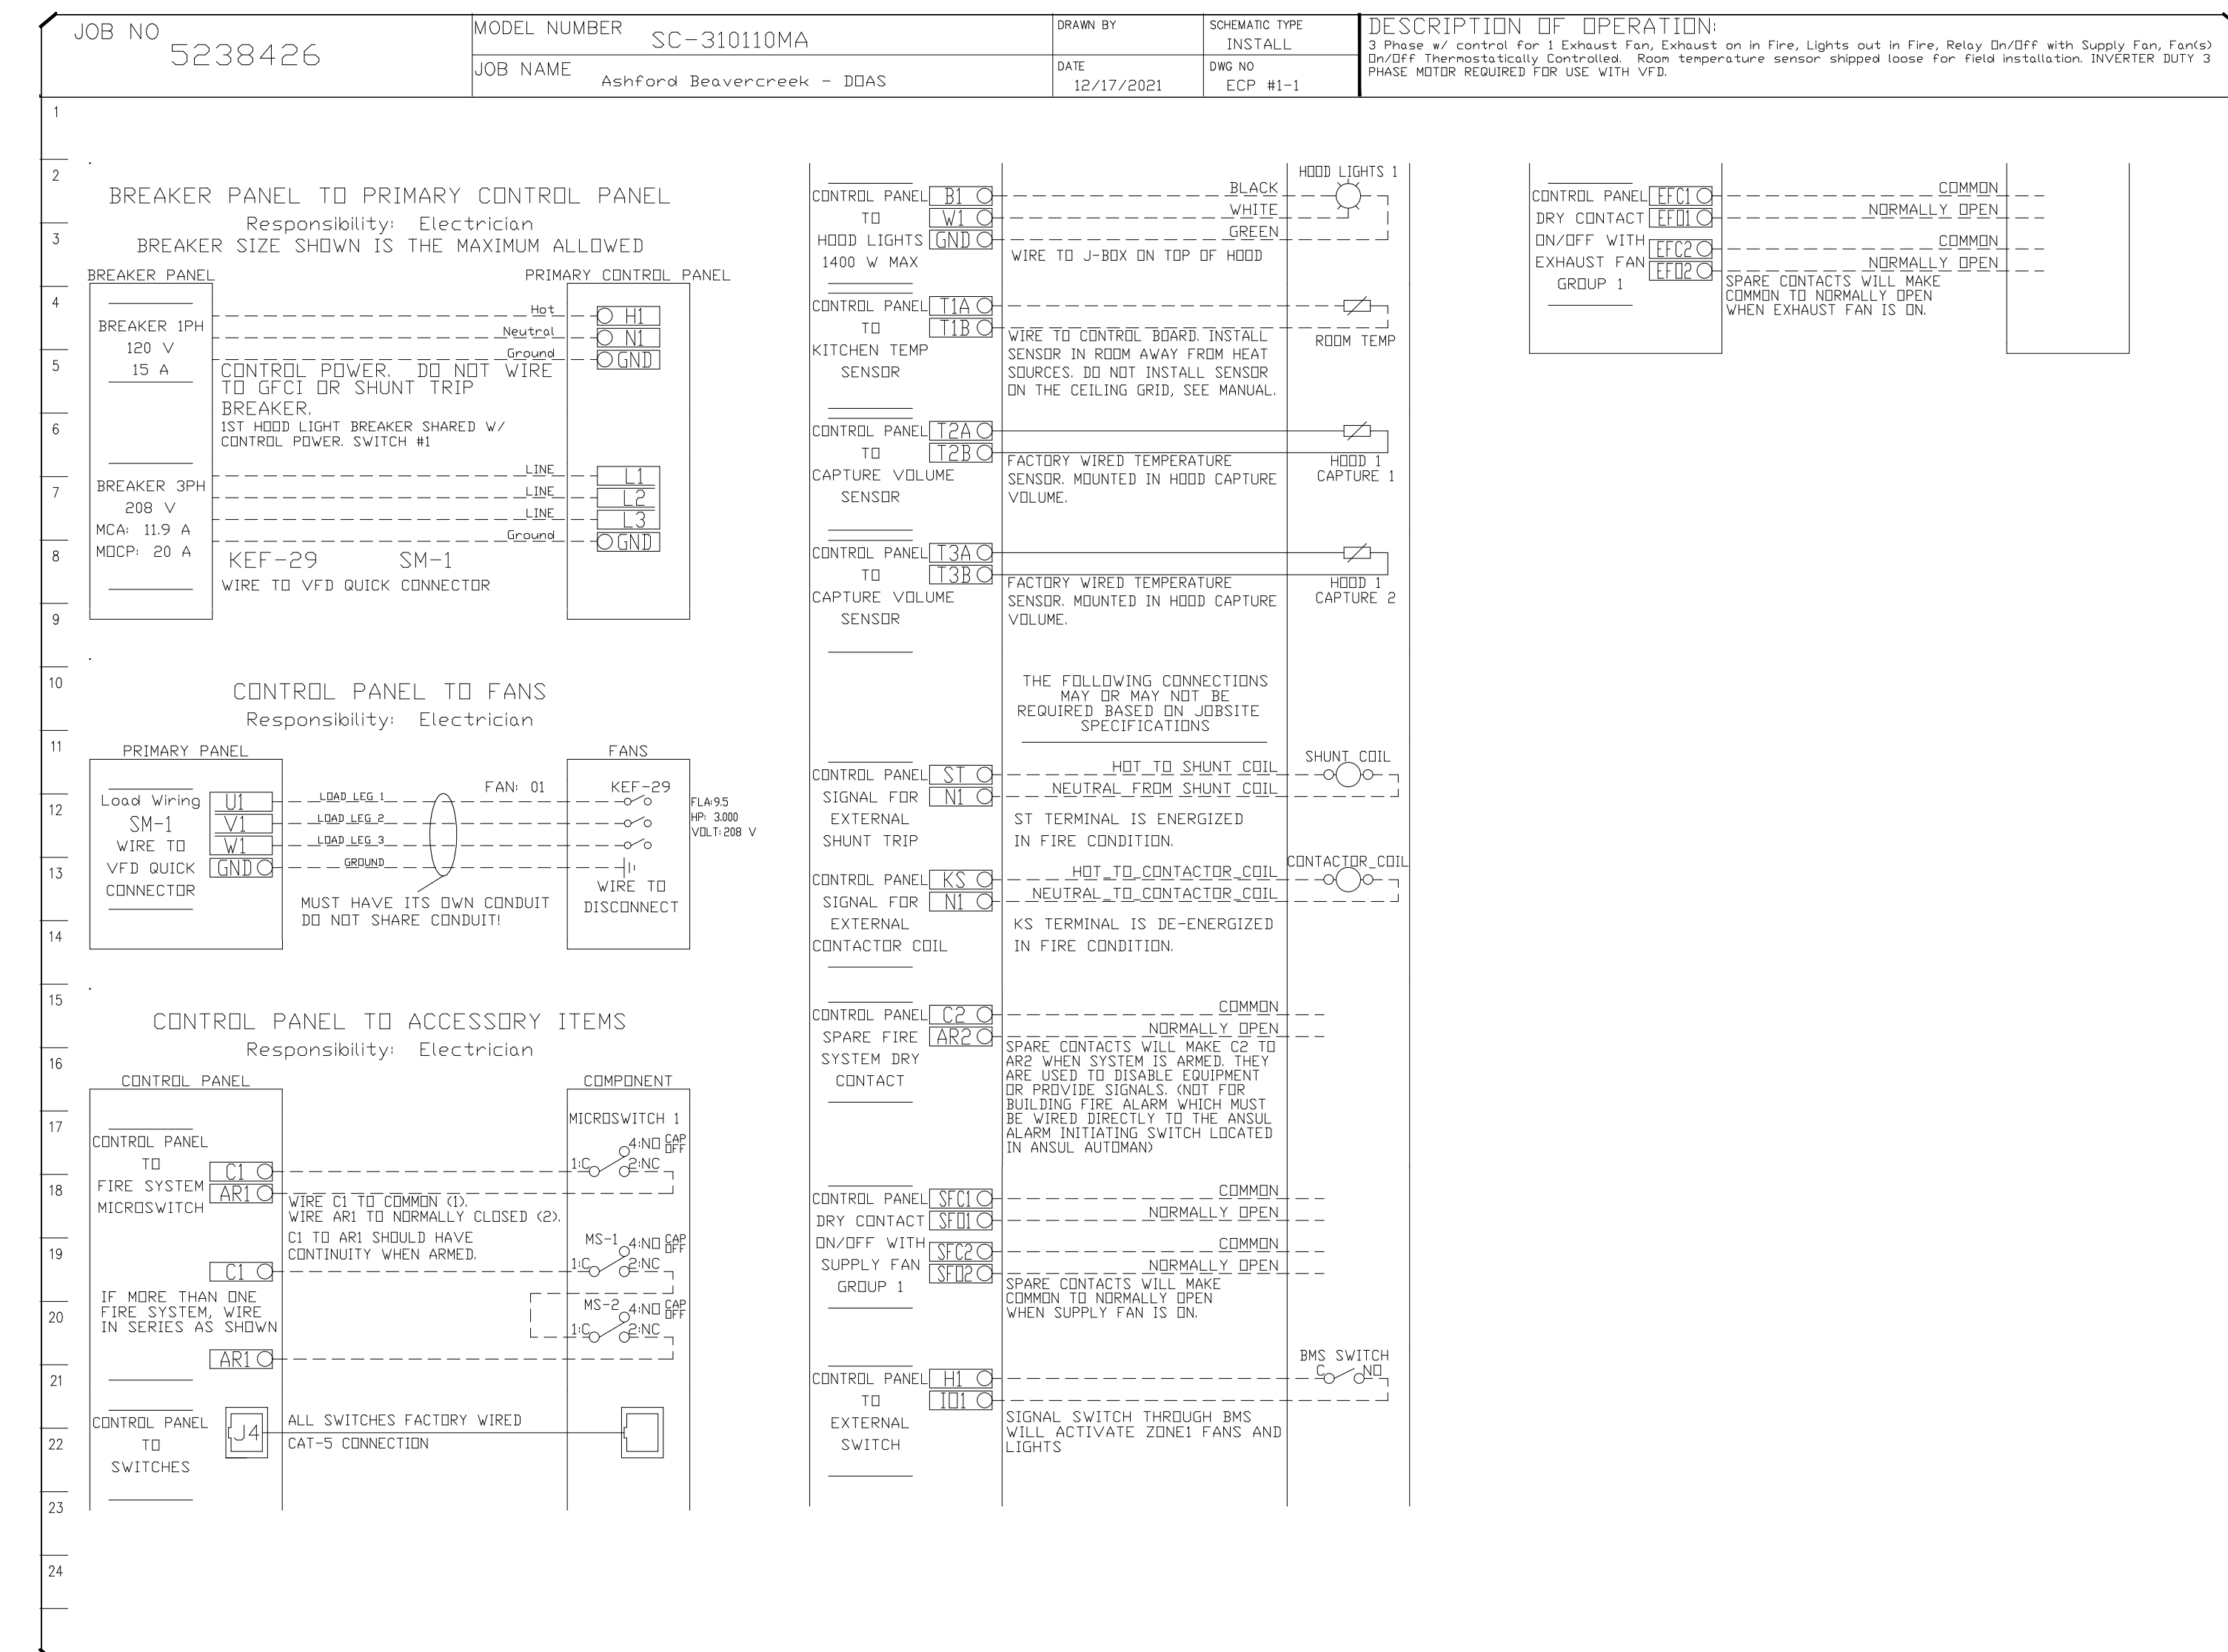 JOB NO
5238426
MODEL NUMBER SC-310110MA
JOB NAME Ashford Beavercreek - DOAS
DRAWN BY
DATE
12/17/2021
SCHEMATIC TYPE
INSTALL
DWG NO
ECP #1-1
DESCRIPTION OF OPERATION:
3 Phase w/ control for 1 Exhaust Fan, Exhaust on in Fire, Lights out in Fire, Relay On/Off with Supply Fan, Fan(s)
On/Off Thermostatically Controlled. Room temperature sensor shipped loose for field installation. INVERTER DUTY 3
PHASE MOTOR REQUIRED FOR USE WITH VFD.
1
2
3
4
5
6
7
8
9
10
11
12
13
14
15
16
17
18
19
20
21
22
23
24
BREAKER PANEL TO PRIMARY CONTROL PANEL
Responsibility: Electrician
BREAKER SIZE SHOWN IS THE MAXIMUM ALLOWED
BREAKER PANEL
PRIMARY CONTROL PANEL
BREAKER 1PH
120 V
15 A
Hot
H1
Neutral
N1
Ground
GND
CONTROL POWER. DO NOT WIRE
TO GFCI OR SHUNT TRIP
BREAKER.
1ST HOOD LIGHT BREAKER SHARED W/
CONTROL POWER. SWITCH #1
BREAKER 3PH
208 V
MCA: 11.9 A
MOCP: 20 A
LINE
L1
LINE
L2
LINE
L3
Ground
GND
KEF-29 SM-1
WIRE TO VFD QUICK CONNECTOR
CONTROL PANEL TO FANS
Responsibility: Electrician
PRIMARY PANEL
FANS
Load Wiring
SM-1
WIRE TO
VFD QUICK
CONNECTOR
U1
V1
W1
GND
LOAD LEG 1
LOAD LEG 2
LOAD LEG 3
GROUND
FAN: 01
KEF-29
FLA:9.5
HP: 3.000
VOLT:208 V
WIRE TO
DISCONNECT
MUST HAVE ITS OWN CONDUIT
DO NOT SHARE CONDUIT!
CONTROL PANEL TO ACCESSORY ITEMS
Responsibility: Electrician
CONTROL PANEL
COMPONENT
CONTROL PANEL
TO
FIRE SYSTEM
MICROSWITCH
C1
AR1
MICROSWITCH 1
4:NO CAP OFF
1:C
2:NC
WIRE C1 TO COMMON (1).
WIRE AR1 TO NORMALLY CLOSED (2).
C1 TO AR1 SHOULD HAVE
CONTINUITY WHEN ARMED.
C1
MS-1
4:NO CAP OFF
1:C
2:NC
IF MORE THAN ONE
FIRE SYSTEM, WIRE
IN SERIES AS SHOWN
MS-2
4:NO CAP OFF
1:C
2:NC
AR1
CONTROL PANEL
TO
SWITCHES
J4
ALL SWITCHES FACTORY WIRED
CAT-5 CONNECTION
CONTROL PANEL
TO
HOOD LIGHTS
1400 W MAX
B1
W1
GND
BLACK
WHITE
GREEN
WIRE TO J-BOX ON TOP OF HOOD
HOOD LIGHTS 1
CONTROL PANEL
TO
KITCHEN TEMP
SENSOR
T1A
T1B
WIRE TO CONTROL BOARD. INSTALL
SENSOR IN ROOM AWAY FROM HEAT
SOURCES. DO NOT INSTALL SENSOR
ON THE CEILING GRID, SEE MANUAL.
ROOM TEMP
CONTROL PANEL
TO
CAPTURE VOLUME
SENSOR
T2A
T2B
FACTORY WIRED TEMPERATURE
SENSOR. MOUNTED IN HOOD CAPTURE
VOLUME.
HOOD 1
CAPTURE 1
CONTROL PANEL
TO
CAPTURE VOLUME
SENSOR
T3A
T3B
FACTORY WIRED TEMPERATURE
SENSOR. MOUNTED IN HOOD CAPTURE
VOLUME.
HOOD 1
CAPTURE 2
THE FOLLOWING CONNECTIONS
MAY OR MAY NOT BE
REQUIRED BASED ON JOBSITE
SPECIFICATIONS
CONTROL PANEL
SIGNAL FOR
EXTERNAL
SHUNT TRIP
ST
N1
HOT TO SHUNT COIL
NEUTRAL FROM SHUNT COIL
ST TERMINAL IS ENERGIZED
IN FIRE CONDITION.
SHUNT COIL
CONTROL PANEL
SIGNAL FOR
EXTERNAL
CONTACTOR COIL
KS
N1
HOT_TO_CONTACTOR_COIL
NEUTRAL_TO_CONTACTOR_COIL
KS TERMINAL IS DE-ENERGIZED
IN FIRE CONDITION.
CONTACTOR_COIL
CONTROL PANEL
SPARE FIRE
SYSTEM DRY
CONTACT
C2
AR2
COMMON
NORMALLY OPEN
SPARE CONTACTS WILL MAKE C2 TO
AR2 WHEN SYSTEM IS ARMED. THEY
ARE USED TO DISABLE EQUIPMENT
OR PROVIDE SIGNALS. (NOT FOR
BUILDING FIRE ALARM WHICH MUST
BE WIRED DIRECTLY TO THE ANSUL
ALARM INITIATING SWITCH LOCATED
IN ANSUL AUTOMAN)
CONTROL PANEL
DRY CONTACT
ON/OFF WITH
SUPPLY FAN
GROUP 1
SFC1
SFO1
SFC2
SFO2
COMMON
NORMALLY OPEN
COMMON
NORMALLY OPEN
SPARE CONTACTS WILL MAKE
COMMON TO NORMALLY OPEN
WHEN SUPPLY FAN IS ON.
CONTROL PANEL
TO
EXTERNAL
SWITCH
H1
IO1
BMS SWITCH
C
NO
SIGNAL SWITCH THROUGH BMS
WILL ACTIVATE ZONE1 FANS AND
LIGHTS
CONTROL PANEL
DRY CONTACT
ON/OFF WITH
EXHAUST FAN
GROUP 1
EFC1
EFO1
EFC2
EFO2
COMMON
NORMALLY OPEN
COMMON
NORMALLY OPEN
SPARE CONTACTS WILL MAKE
COMMON TO NORMALLY OPEN
WHEN EXHAUST FAN IS ON.